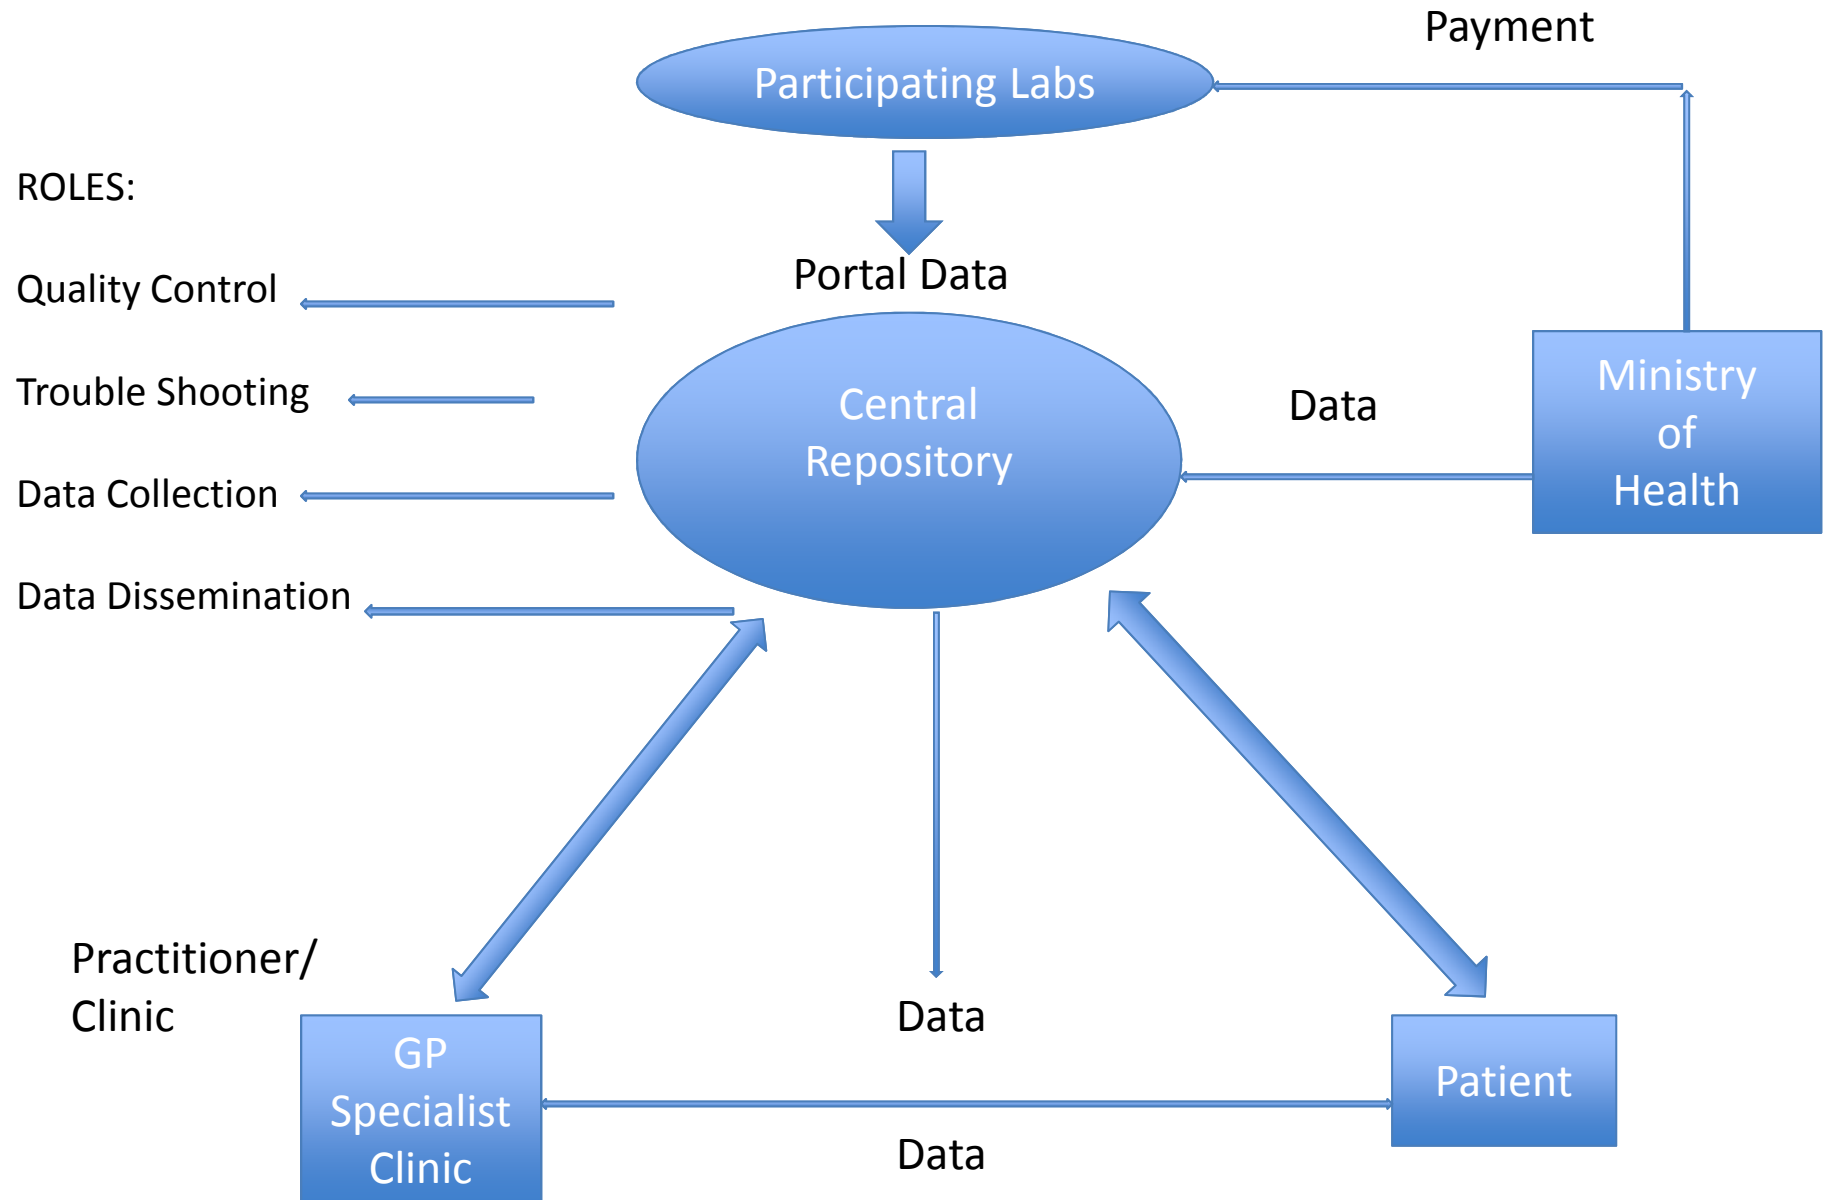 Payment
Participating Labs
ROLES:
Portal Data
Quality Control
Trouble Shooting
Data Collection
Data Dissemination
Central
Repository
Data
Ministry
of
Health
Practitioner/
Clinic
GP
Specialist
Clinic
Data
Data
Patient